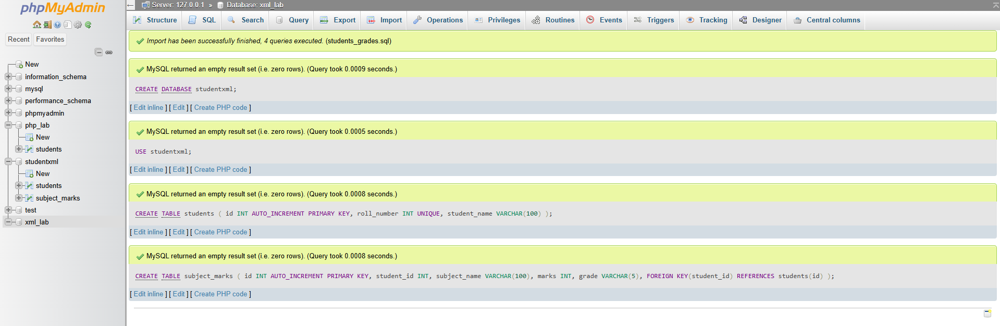 phpMyAdmin
Recent Favorites
New
information_schema
mysql
performance_schema
phpmyadmin
php_lab
New
students
studentxml
New
students
subject_marks
test
xml_lab
Server: 127.0.0.1 » Database: xml_lab
Structure SQL Search Query Export Import Operations Privileges Routines Events Triggers Tracking Designer Central columns
Import has been successfully finished, 4 queries executed. (students_grades.sql)
MySQL returned an empty result set (i.e. zero rows). (Query took 0.0009 seconds.)
CREATE DATABASE studentxml;
[ Edit inline ] [ Edit ] [ Create PHP code ]
MySQL returned an empty result set (i.e. zero rows). (Query took 0.0005 seconds.)
USE studentxml;
[ Edit inline ] [ Edit ] [ Create PHP code ]
MySQL returned an empty result set (i.e. zero rows). (Query took 0.0008 seconds.)
CREATE TABLE students ( id INT AUTO_INCREMENT PRIMARY KEY, roll_number INT UNIQUE, student_name VARCHAR(100) );
[ Edit inline ] [ Edit ] [ Create PHP code ]
MySQL returned an empty result set (i.e. zero rows). (Query took 0.0008 seconds.)
CREATE TABLE subject_marks ( id INT AUTO_INCREMENT PRIMARY KEY, student_id INT, subject_name VARCHAR(100), marks INT, grade VARCHAR(5), FOREIGN KEY(student_id) REFERENCES students(id) );
[ Edit inline ] [ Edit ] [ Create PHP code ]